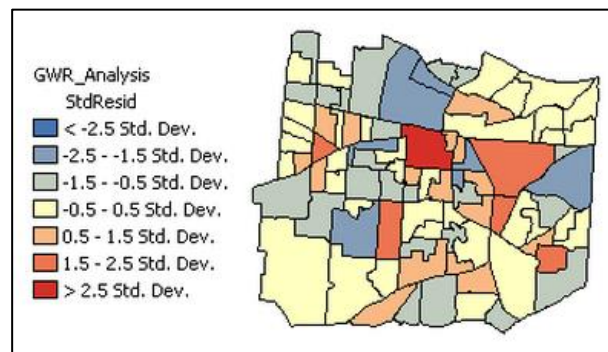 GWR_Analysis
StdResid
< -2.5 Std. Dev.
-2.5 - -1.5 Std. Dev.
-1.5 - -0.5 Std. Dev.
-0.5 - 0.5 Std. Dev.
0.5 - 1.5 Std. Dev.
1.5 - 2.5 Std. Dev.
> 2.5 Std. Dev.